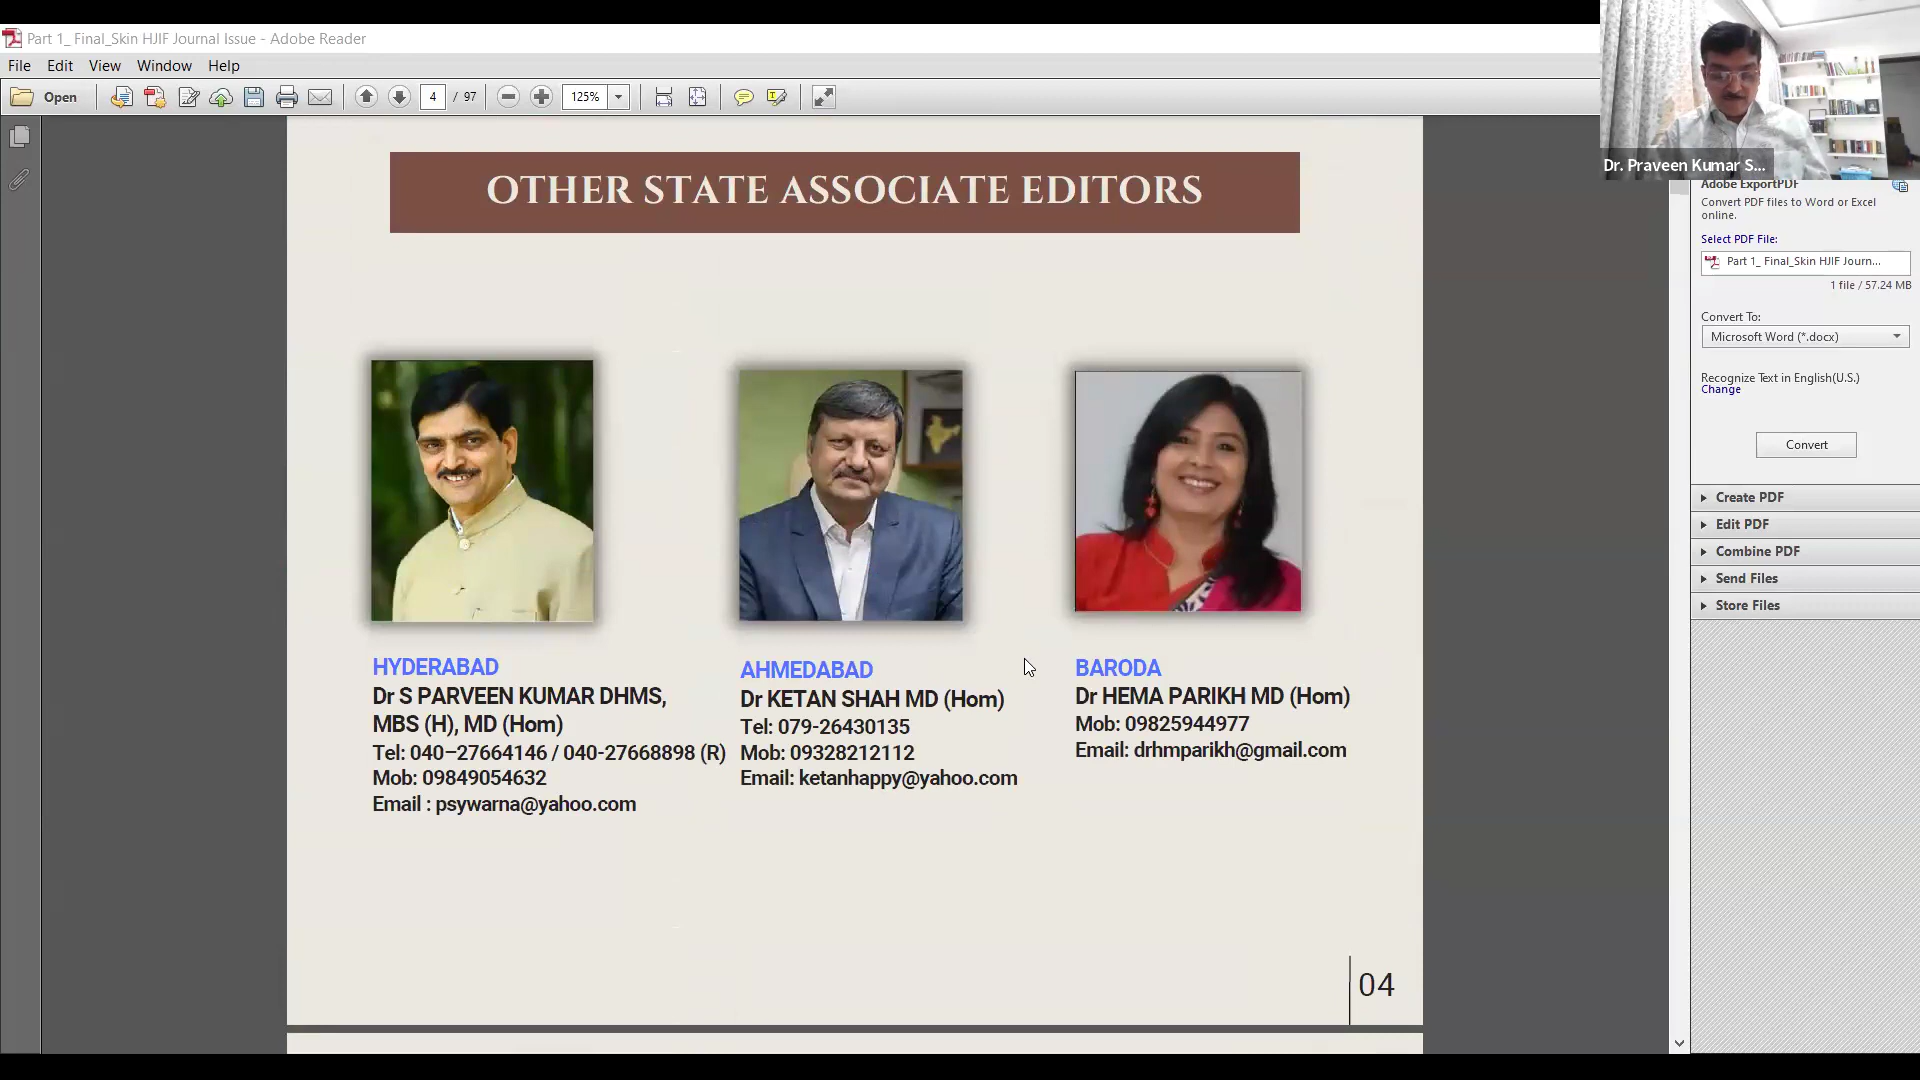 Part 1_ Final_Skin HJIF Journal Issue - Adobe Reader
File Edit View Window Help
Open 4 / 97 125%
Dr. Praveen Kumar S...
Adobe ExportPDF
Convert PDF files to Word or Excel
online.
Select PDF File:
Part 1_ Final_Skin HJIF Journ...
1 file / 57.24 MB
Convert To:
Microsoft Word (*.docx)
Recognize Text in English(U.S.)
Change
Convert
Create PDF
Edit PDF
Combine PDF
Send Files
Store Files
OTHER STATE ASSOCIATE EDITORS
HYDERABAD
Dr S PARVEEN KUMAR DHMS,
MBS (H), MD (Hom)
Tel: 040–27664146 / 040-27668898 (R)
Mob: 09849054632
Email : psywarna@yahoo.com
AHMEDABAD
Dr KETAN SHAH MD (Hom)
Tel: 079-26430135
Mob: 09328212112
Email: ketanhappy@yahoo.com
BARODA
Dr HEMA PARIKH MD (Hom)
Mob: 09825944977
Email: drhmparikh@gmail.com
04